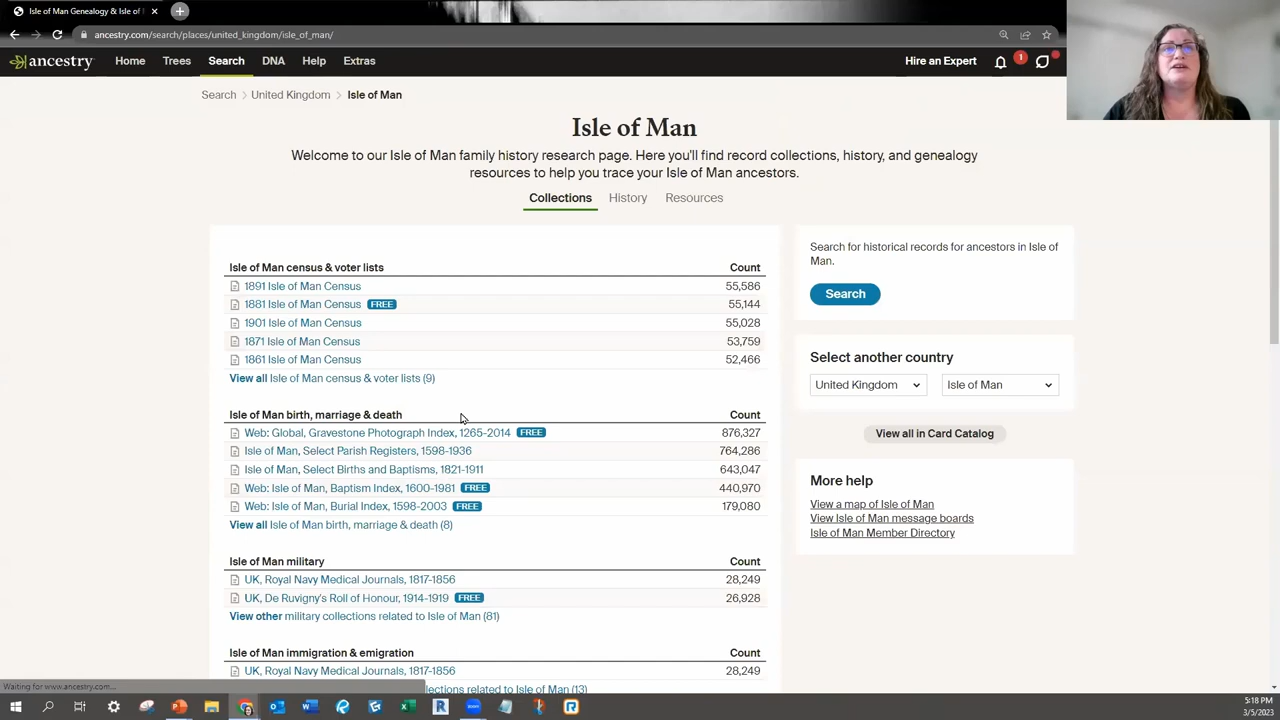 Isle of Man Genealogy & Isle of
ancestry.com/search/places/united_kingdom/isle_of_man/
ancestry
Home
Trees
Search
DNA
Help
Extras
Hire an Expert
1
Search > United Kingdom > Isle of Man
Isle of Man
Welcome to our Isle of Man family history research page. Here you'll find record collections, history, and genealogy
resources to help you trace your Isle of Man ancestors.
Collections History Resources
Isle of Man census & voter lists Count
1891 Isle of Man Census 55,586
1881 Isle of Man Census FREE 55,144
1901 Isle of Man Census 55,028
1871 Isle of Man Census 53,759
1861 Isle of Man Census 52,466
View all Isle of Man census & voter lists (9)
Isle of Man birth, marriage & death Count
Web: Global, Gravestone Photograph Index, 1265-2014 FREE 876,327
Isle of Man, Select Parish Registers, 1598-1936 764,286
Isle of Man, Select Births and Baptisms, 1821-1911 643,047
Web: Isle of Man, Baptism Index, 1600-1981 FREE 440,970
Web: Isle of Man, Burial Index, 1598-2003 FREE 179,080
View all Isle of Man birth, marriage & death (8)
Isle of Man military Count
UK, Royal Navy Medical Journals, 1817-1856 28,249
UK, De Ruvigny's Roll of Honour, 1914-1919 FREE 26,928
View other military collections related to Isle of Man (81)
Isle of Man immigration & emigration Count
UK, Royal Navy Medical Journals, 1817-1856 28,249
llections related to Isle of Man (13)
Search for historical records for ancestors in Isle of
Man.
Search
Select another country
United Kingdom
Isle of Man
View all in Card Catalog
More help
View a map of Isle of Man
View Isle of Man message boards
Isle of Man Member Directory
Waiting for www.ancestry.com...
5:18 PM
3/5/2023